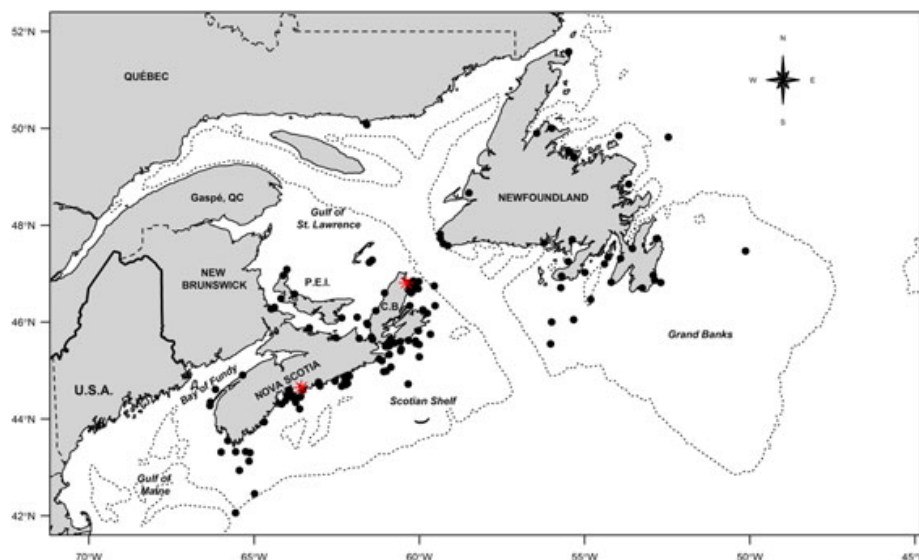 52°N
N
W E
S
QUÉBEC
50°N
Gaspé, QC
NEWFOUNDLAND
48°N
Gulf of
St. Lawrence
NEW
BRUNSWICK
P.E.I.
C.B.
46°N
Grand Banks
U.S.A.
Bay of Fundy
NOVA SCOTIA
Scotian Shelf
44°N
Gulf of
Maine
42°N
70°W 65°W 60°W 55°W 50°W 45°